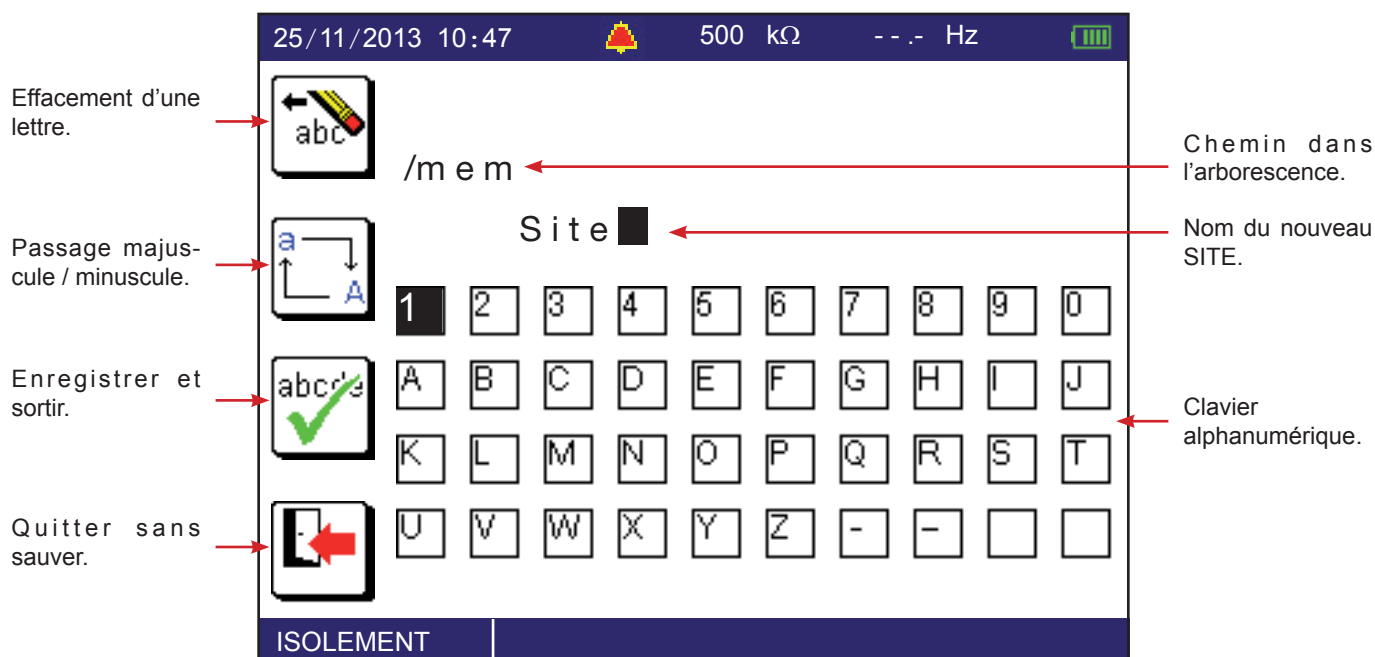 25/11/2013 10:47 500 kΩ - - .- Hz
Effacement d'une
lettre.
abc
/mem
Chemin dans
l'arborescence.
Site
Nom du nouveau
SITE.
Passage majus-
cule / minuscule.
a
A
1 2 3 4 5 6 7 8 9 0
Enregistrer et
sortir.
abcde
A B C D E F G H I J
Clavier
alphanumérique.
K L M N O P Q R S T
Quitter sans
sauver.
U V W X Y Z - –
ISOLEMENT